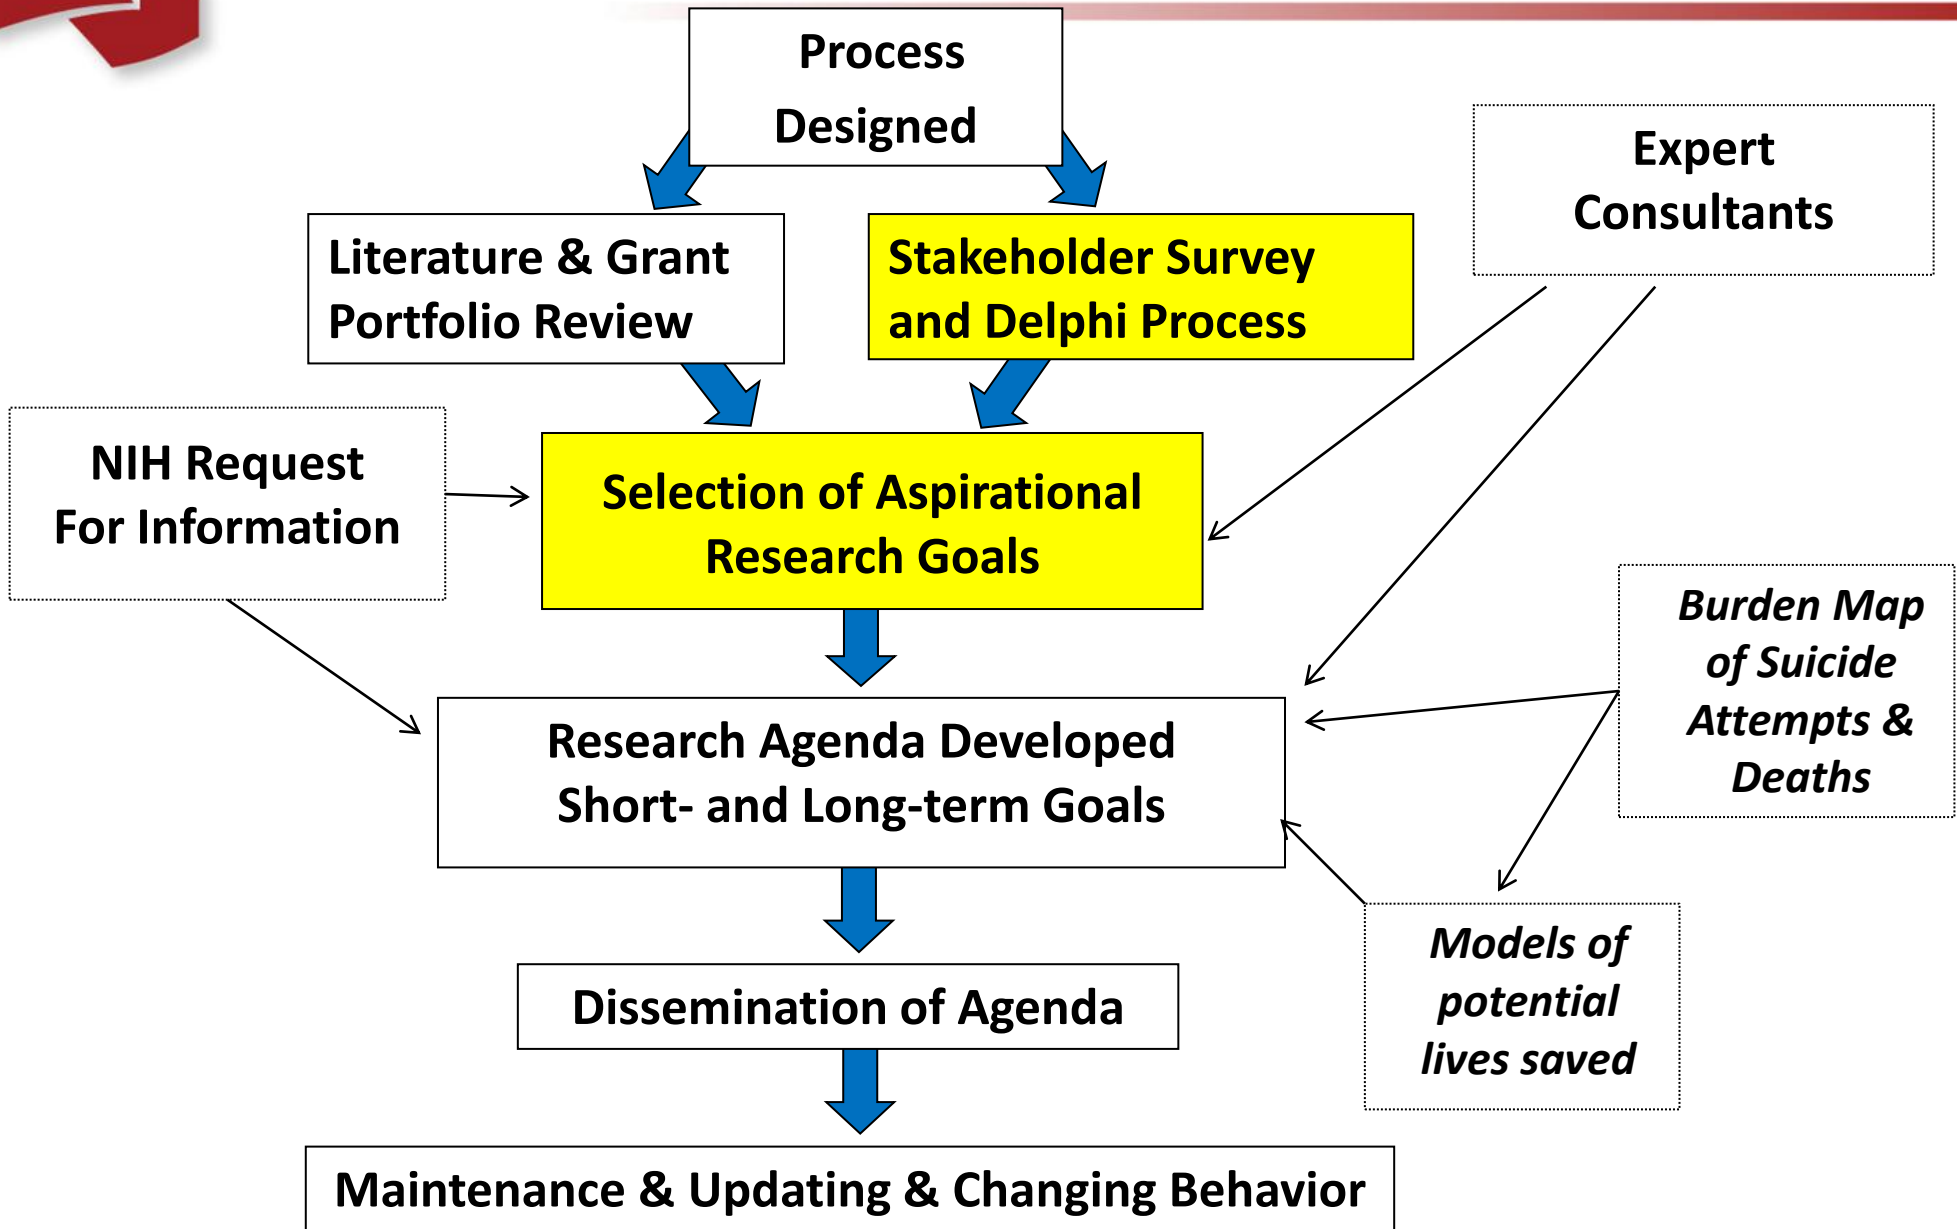 Process
Designed
Expert
Consultants
Literature & Grant
Portfolio Review
Stakeholder Survey
and Delphi Process
NIH Request
For Information
Selection of Aspirational
Research Goals
Burden Map
of Suicide
Attempts &
Deaths
Research Agenda Developed
Short- and Long-term Goals
Models of
potential
lives saved
Dissemination of Agenda
Maintenance & Updating & Changing Behavior